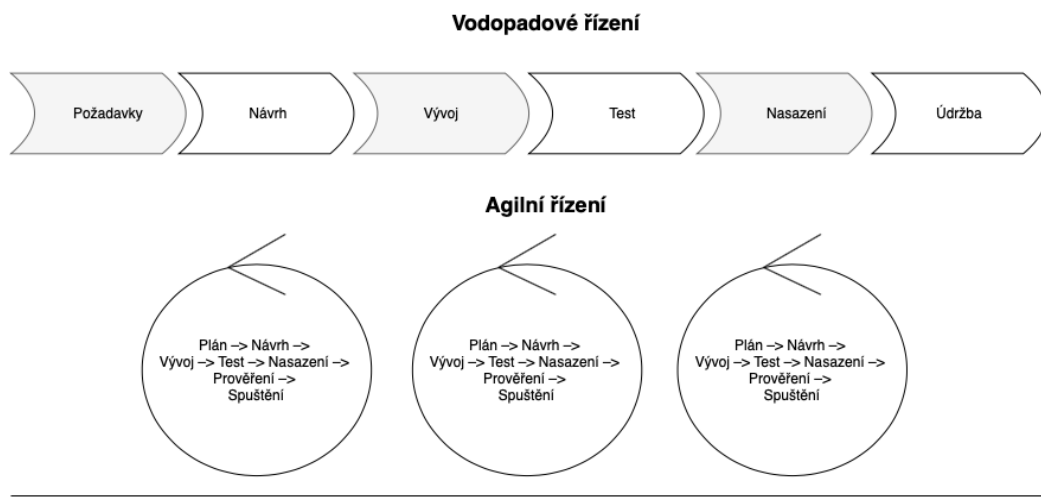 Vodopadové řízení
Požadavky
Návrh
Vývoj
Test
Nasazení
Údržba
Agilní řízení
Plán –> Návrh –>
Vývoj –> Test –> Nasazení –>
Prověření –>
Spuštění
Plán –> Návrh –>
Vývoj –> Test –> Nasazení –>
Prověření –>
Spuštění
Plán –> Návrh –>
Vývoj –> Test –> Nasazení –>
Prověření –>
Spuštění